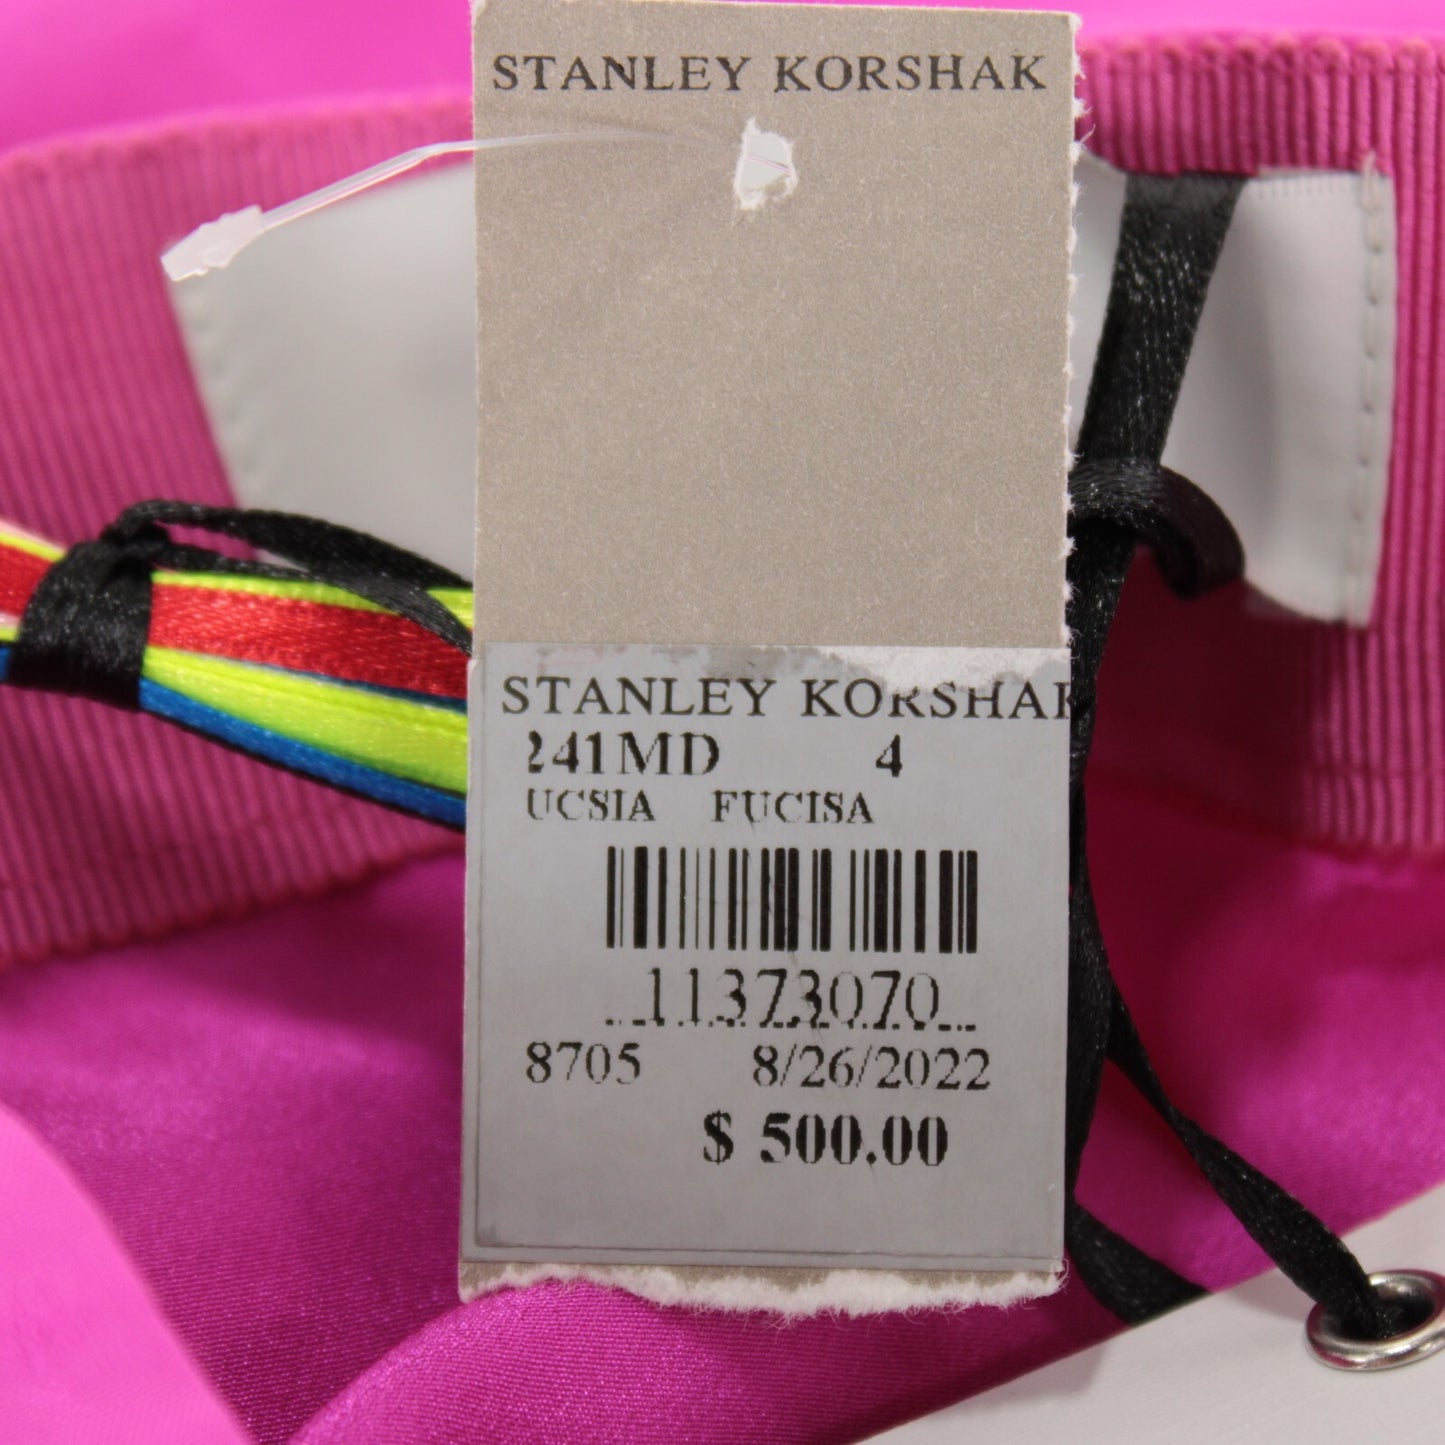 STANLEY KORSHAK
STANLEY KORSHAK
241MD 4
UCSIA FUCISA
11373070
8705 8/26/2022
$ 500.00